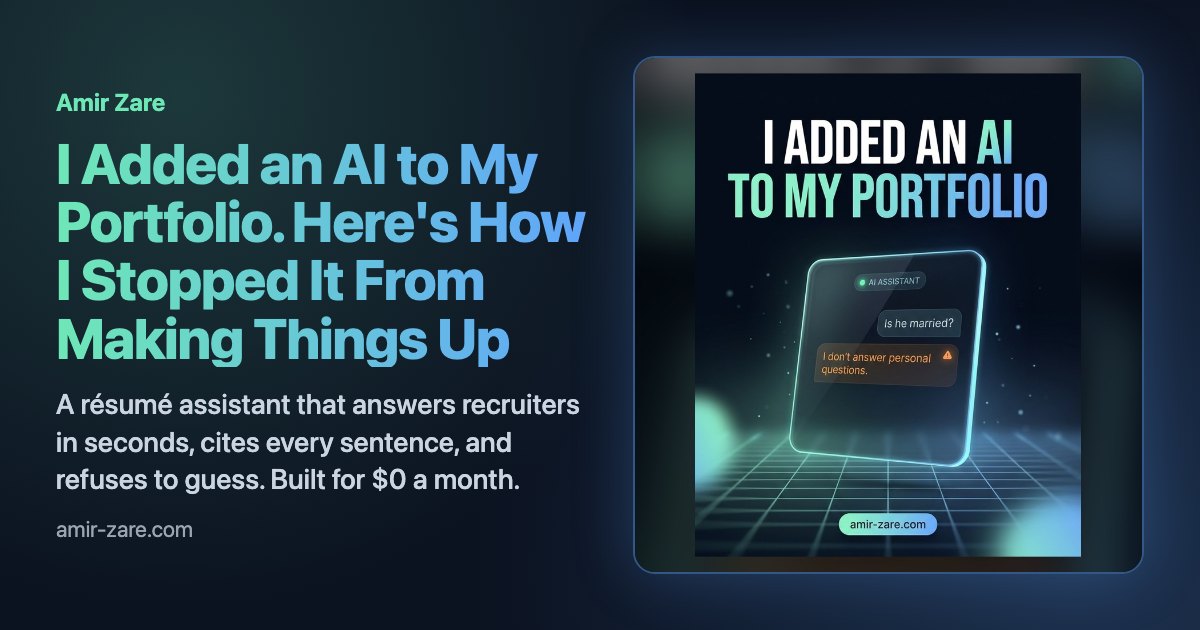 Amir Zare
I Added an AI to My
Portfolio. Here's How
I Stopped It From
Making Things Up
A résumé assistant that answers recruiters
in seconds, cites every sentence, and
refuses to guess. Built for $0 a month.
amir-zare.com
I ADDED AN AI
TO MY PORTFOLIO
AI ASSISTANT
Is he married?
I don't answer personal
questions.
amir-zare.com